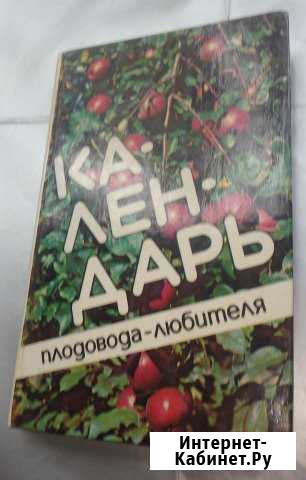 КА-
ЛЕН-
ДАРЬ
плодовода-любителя
Интернет-
Кабинет.Ру